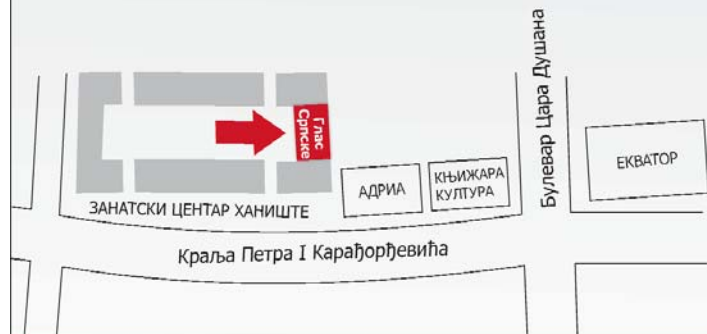 Булевар Цара Душана
Глас
Српске
ЕКВАТОР
АДРИА
КЊИЖАРА
КУЛТУРА
ЗАНАТСКИ ЦЕНТАР ХАНИШТЕ
Краља Петра I Карађорђевића